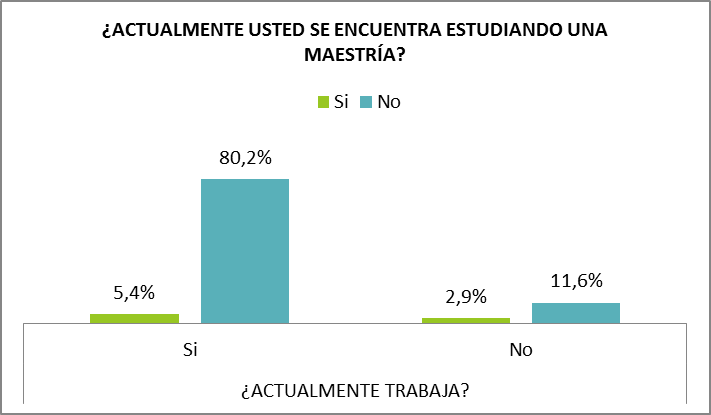 ¿ACTUALMENTE USTED SE ENCUENTRA ESTUDIANDO UNA
MAESTRÍA?
Si No
80,2%
5,4%
2,9%
11,6%
Si No
¿ACTUALMENTE TRABAJA?